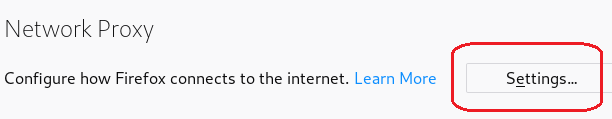 Network Proxy
Configure how Firefox connects to the internet. Learn More Settings...